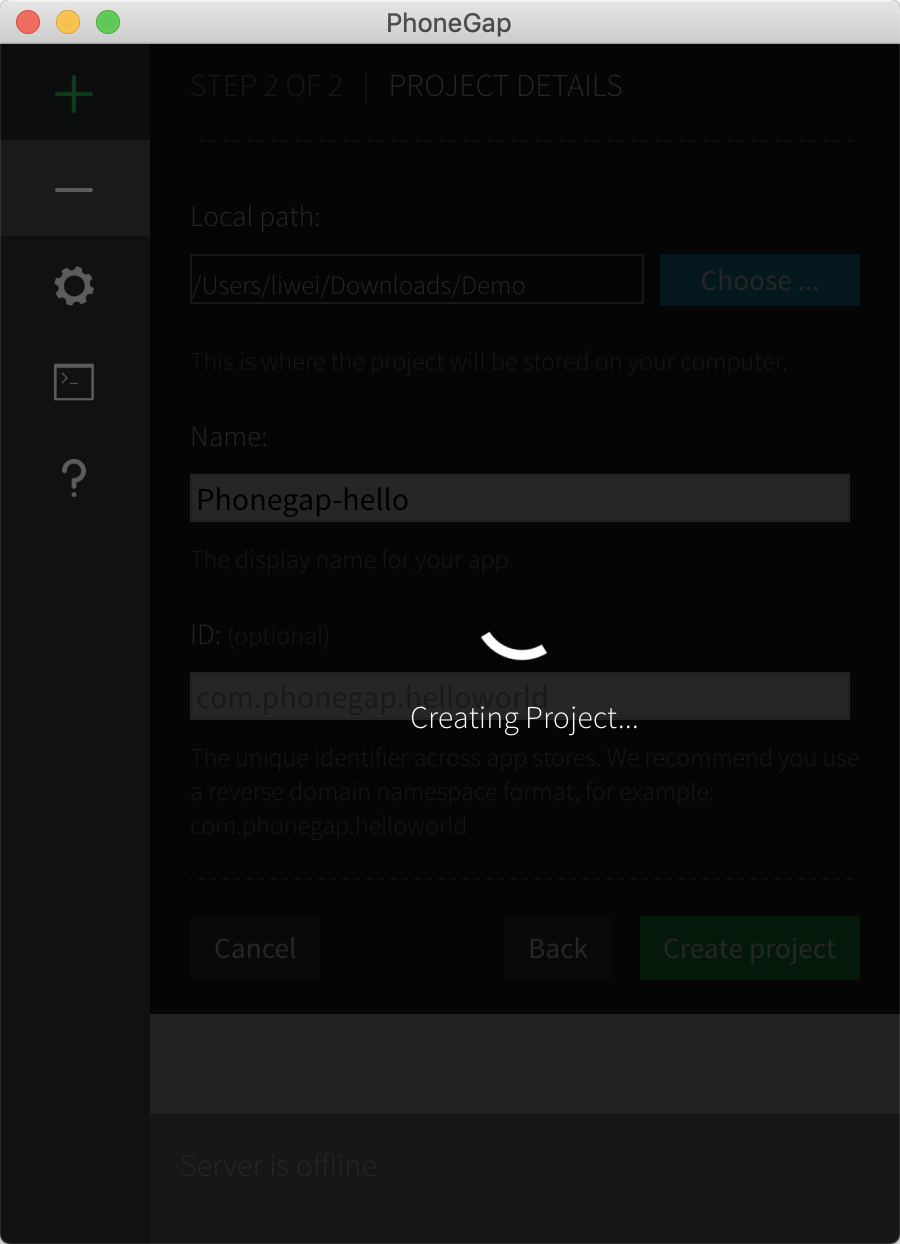 PhoneGap
STEP 2 OF 2 | PROJECT DETAILS
Local path:
/Users/liwei/Downloads/Demo
Choose ...
This is where the project will be stored on your computer.
Name:
Phonegap-hello
The display name for your app.
ID: (optional)
com.phonegap.helloworld
Creating Project...
The unique identifier across app stores. We recommend you use
a reverse domain namespace format, for example:
com.phonegap.helloworld
Cancel
Back
Create project
Server is offline